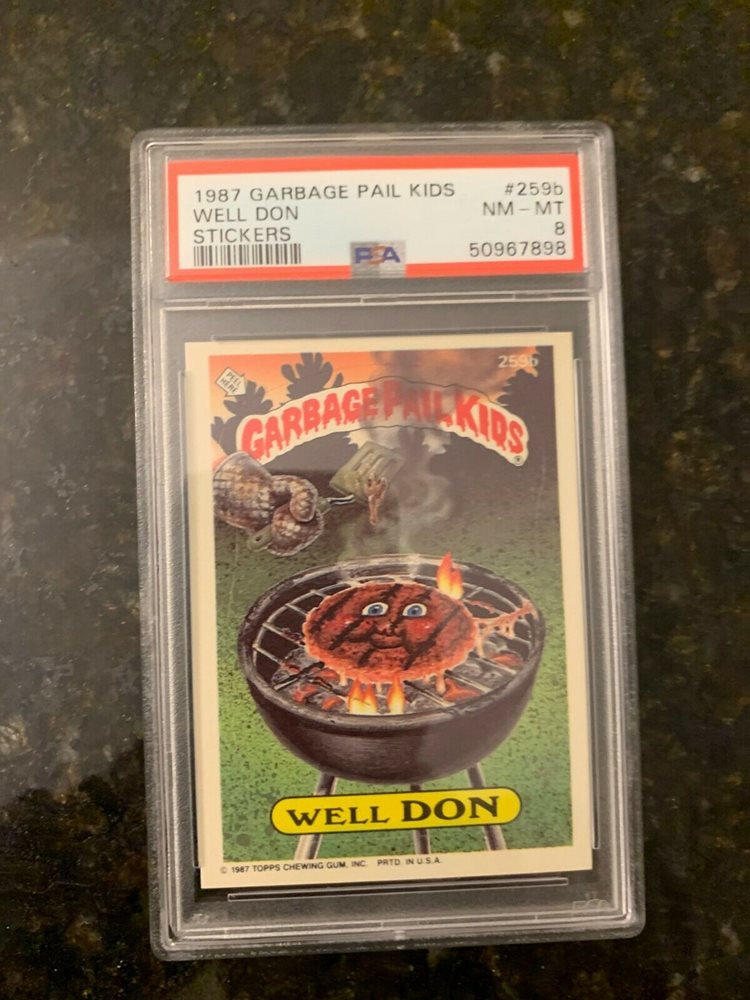 1987 GARBAGE PAIL KIDS #259b
WELL DON NM-MT
STICKERS 8
PSA 50967898
259b
PEEL
HERE
GARBAGE PAIL KIDS
®
WELL DON
© 1987 TOPPS CHEWING GUM, INC. PRTD. IN U.S.A.